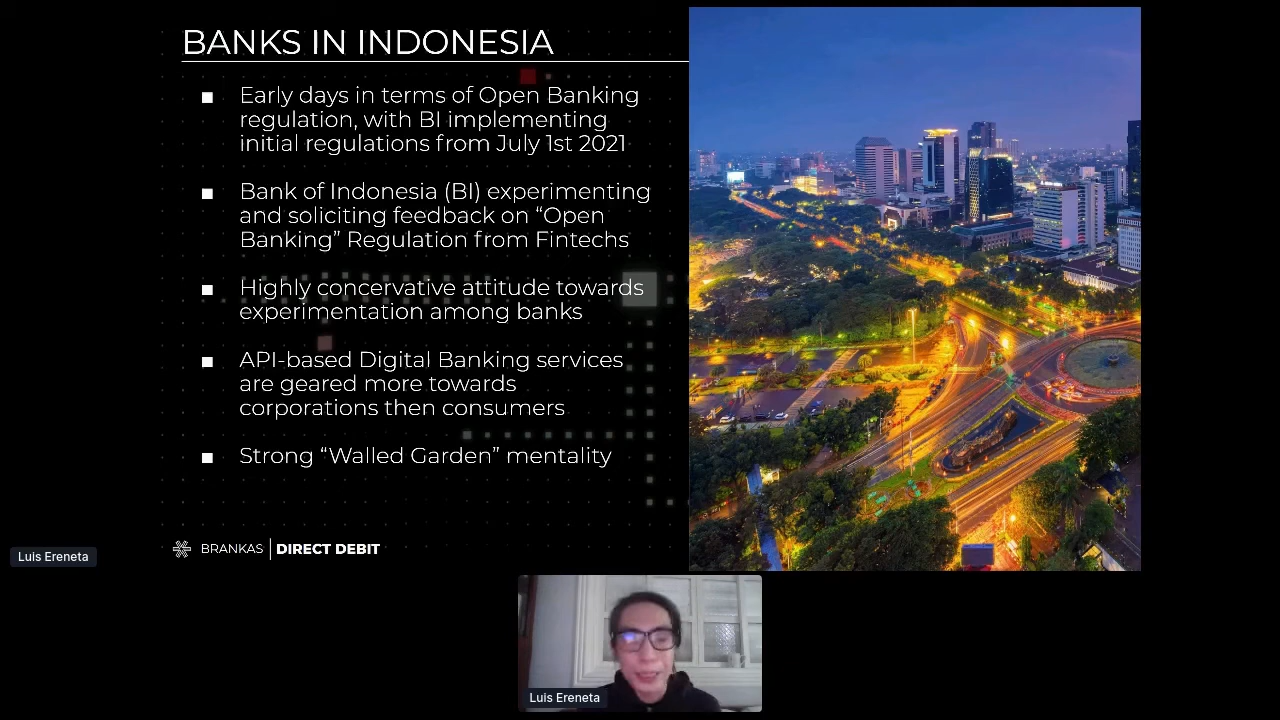 BANKS IN INDONESIA
■ Early days in terms of Open Banking
regulation, with BI implementing
initial regulations from July 1st 2021
■ Bank of Indonesia (BI) experimenting
and soliciting feedback on “Open
Banking” Regulation from Fintechs
■ Highly concervative attitude towards
experimentation among banks
■ API-based Digital Banking services
are geared more towards
corporations then consumers
■ Strong “Walled Garden” mentality
BRANKAS | DIRECT DEBIT
Luis Ereneta
Luis Ereneta